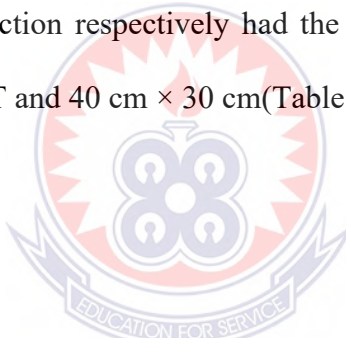 ction respectively had the
T and 40 cm × 30 cm(Table
EDUCATION FOR SERVICE